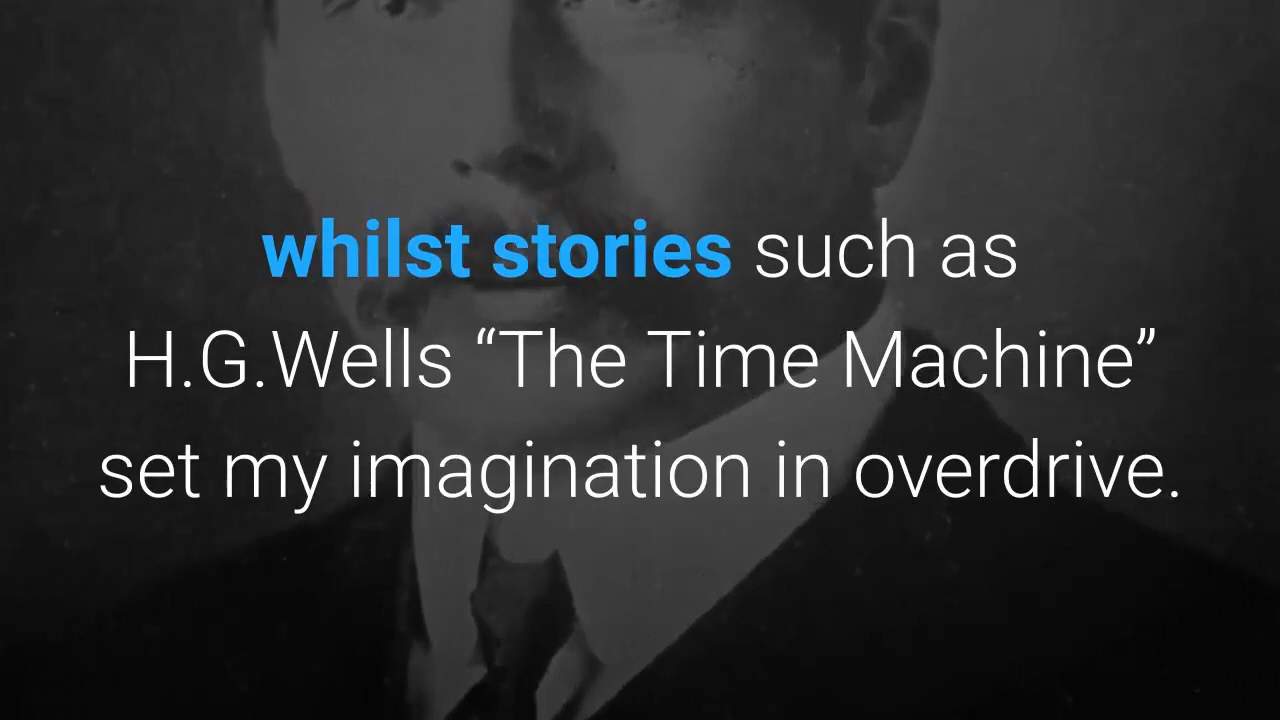 whilst stories such as
H.G.Wells “The Time Machine”
set my imagination in overdrive.